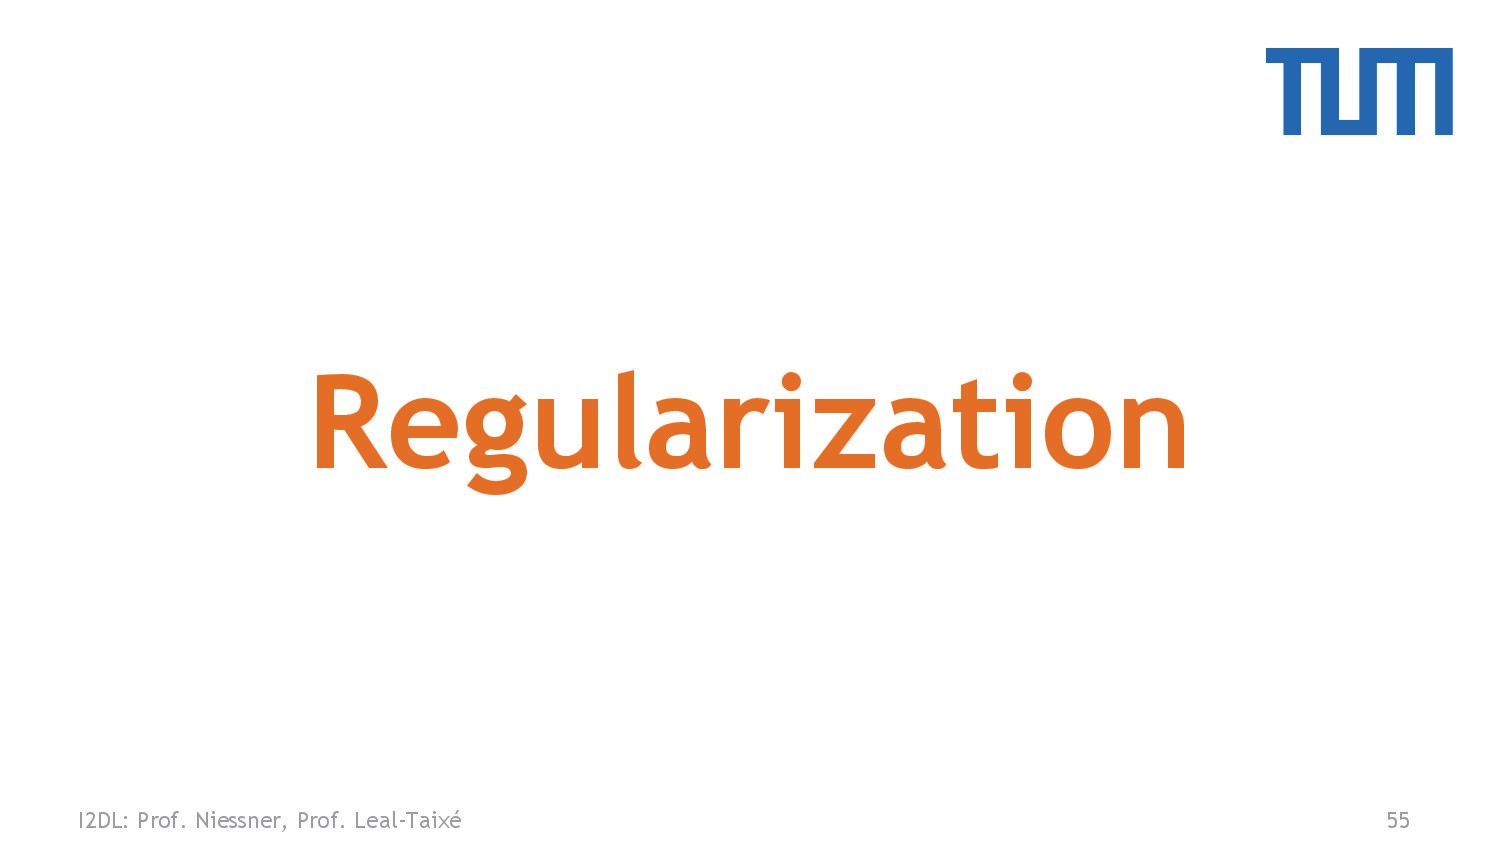 TUM
Regularization
I2DL: Prof. Niessner, Prof. Leal-Taixé
55